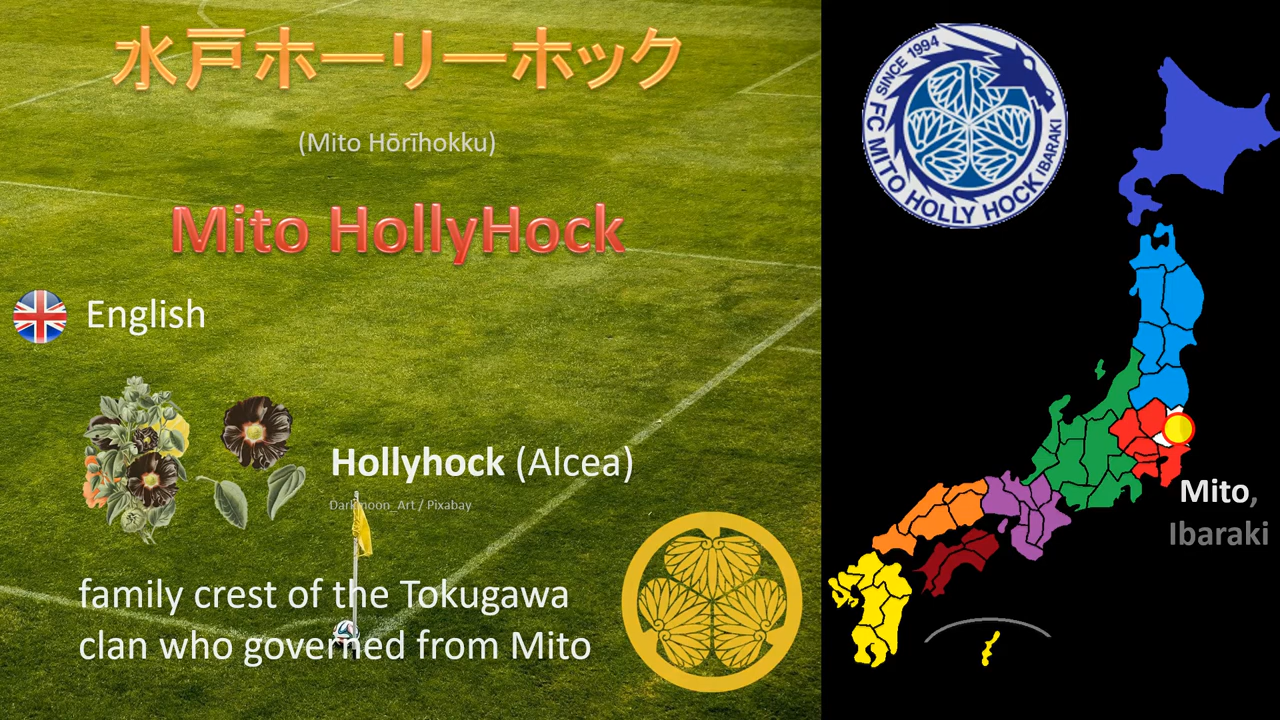 水戸ホーリーホック
(Mito Hōrīhokku)
Mito HollyHock
English
Hollyhock (Alcea)
Darkmoon_Art / Pixabay
family crest of the Tokugawa
clan who governed from Mito
SINCE 1994
FC MITO HOLLY HOCK IBARAKI
Mito,
Ibaraki